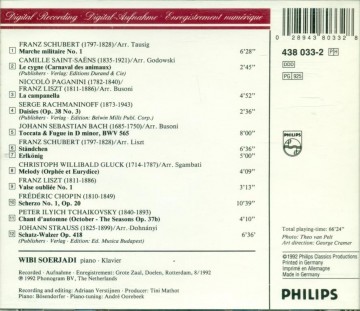 Digital Recording · Digital-Aufnahme · Enregistrement numérique
0 28943 80332 8
438 033-2 PH
DDD
PG 925
FRANZ SCHUBERT (1797-1828)/Arr. Tausig
1 Marche militaire No. 1 6'28"
CAMILLE SAINT-SAËNS (1835-1921)/Arr. Godowski
2 Le cygne (Carnaval des animaux) 2'45"
(Publishers · Verlag · Editions Durand & Cie)
NICCOLÒ PAGANINI (1782-1840)/
FRANZ LISZT (1811-1886)/Arr. Busoni
3 La campanella 4'52"
SERGE RACHMANINOFF (1873-1943)
4 Daisies (Op. 38 No. 3) 2'35"
(Publishers · Verlag · Edition: Belwin Mills Publ. Corp.)
JOHANN SEBASTIAN BACH (1685-1750)/Arr. Busoni
5 Toccata & Fugue in D minor, BWV 565 8'00"
FRANZ SCHUBERT (1797-1828)/Arr. Liszt
6 Ständchen 6'36"
7 Erlkönig 5'00"
CHRISTOPH WILLIBALD GLUCK (1714-1787)/Arr. Sgambati
8 Melody (Orphée et Eurydice) 4'09"
FRANZ LISZT (1811-1886)
9 Valse oubliée No. 1 3'13"
FRÉDÉRIC CHOPIN (1810-1849)
10 Scherzo No. 1, Op. 20 10'39"
PETER ILYICH TCHAIKOVSKY (1840-1893)
11 Chant d'automne (October - The Seasons Op. 37b) 4'10"
JOHANN STRAUSS (1825-1899)/Arr. Dohnányi
12 Schatz-Walzer Op. 418 6'36"
(Publishers · Verlag · Edition: Ed. Musica Budapest)
WIBI SOERJADI piano · Klavier
Recorded · Aufnahme · Enregistrement: Grote Zaal, Doelen, Rotterdam, 8/1992
℗ 1992 Phonogram BV, The Netherlands
Recording and editing: Adriaan Verstijnen · Producer: Tini Mathot
Piano: Bösendorfer · Piano-tuning: André Oorebeek
Total playing-time: 66'24"
Photo: Theo van Pelt
Art direction: George Cramer
©1992 Philips Classics Productions
Printed in Germany
Imprimé en Allemagne
Made in Germany
PHILIPS